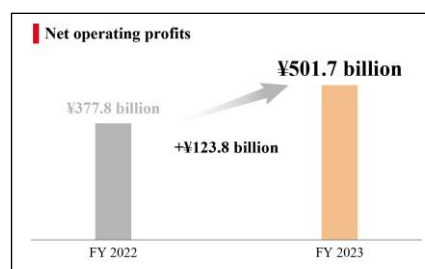 Net operating profits
¥501.7 billion
¥377.8 billion
+¥123.8 billion
FY 2022
FY 2023